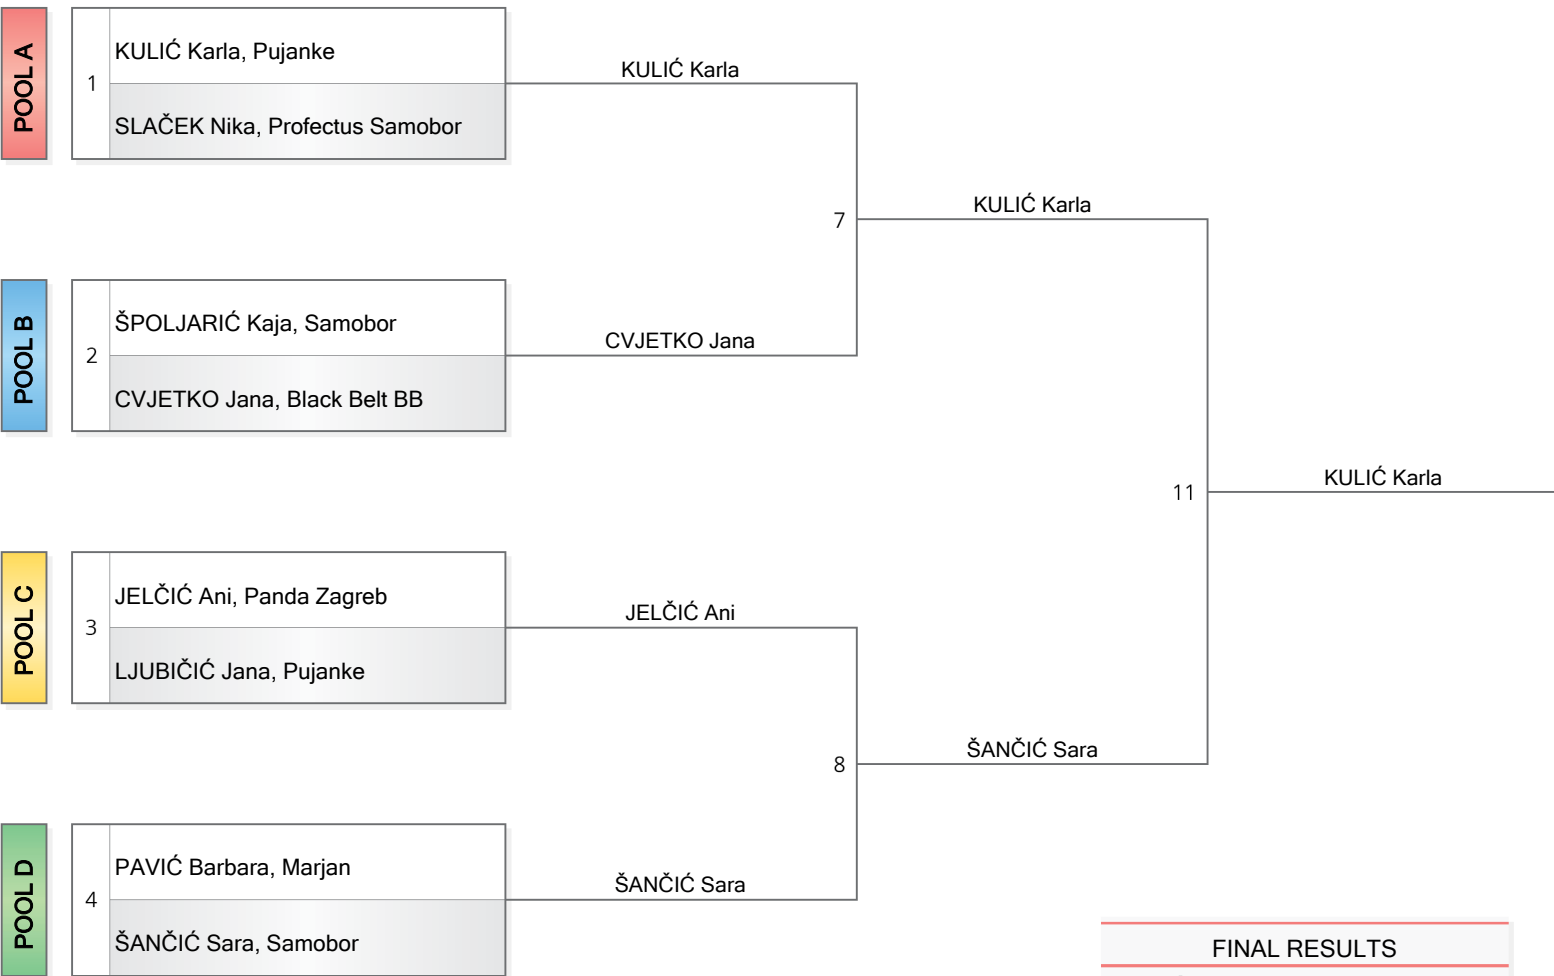 POOL A
1
KULIĆ Karla, Pujanke
SLAČEK Nika, Profectus Samobor
KULIĆ Karla
7
KULIĆ Karla
POOL B
2
ŠPOLJARIĆ Kaja, Samobor
CVJETKO Jana, Black Belt BB
CVJETKO Jana
11
KULIĆ Karla
POOL C
3
JELČIĆ Ani, Panda Zagreb
LJUBIČIĆ Jana, Pujanke
JELČIĆ Ani
8
ŠANČIĆ Sara
POOL D
4
PAVIĆ Barbara, Marjan
ŠANČIĆ Sara, Samobor
ŠANČIĆ Sara
FINAL RESULTS